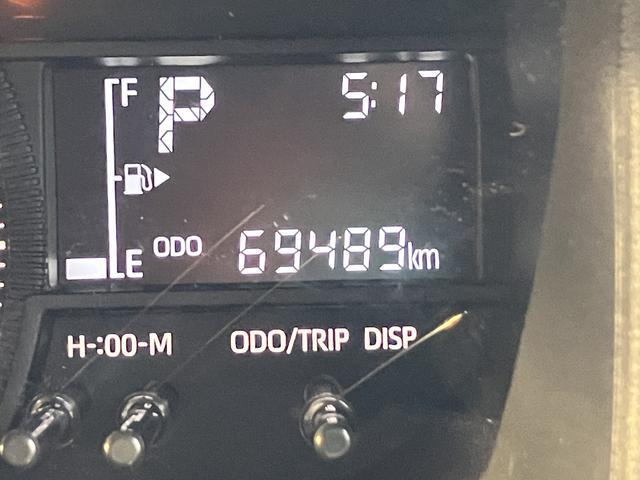 F P 5:17
E ODO 69489km
H-:00-M ODO/TRIP DISP